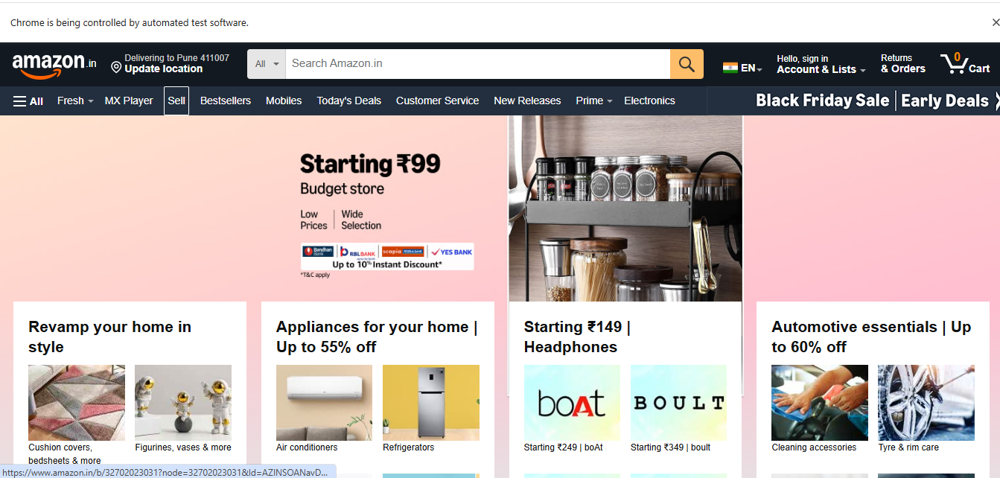 Chrome is being controlled by automated test software.
amazon.in
Delivering to Pune 411007
Update location
All
Search Amazon.in
EN
Hello, sign in
Account & Lists
Returns
& Orders
0
Cart
All
Fresh
MX Player
Sell
Bestsellers
Mobiles
Today's Deals
Customer Service
New Releases
Prime
Electronics
Black Friday Sale | Early Deals
Starting ₹99
Budget store
Low
Prices
Wide
Selection
Bandhan
Bank
RBLBANK
scapia FEDERAL BANK
YES BANK
Up to 10% Instant Discount*
*T&C apply
Revamp your home in
style
Cushion covers,
bedsheets & more
Figurines, vases & more
Appliances for your home |
Up to 55% off
Air conditioners
Refrigerators
Starting ₹149 |
Headphones
boAt
BOULT
Starting ₹249 | boAt
Starting ₹349 | boult
Automotive essentials | Up
to 60% off
Cleaning accessories
Tyre & rim care
https://www.amazon.in/b/32702023031?node=32702023031&ld=AZINSOANavD...